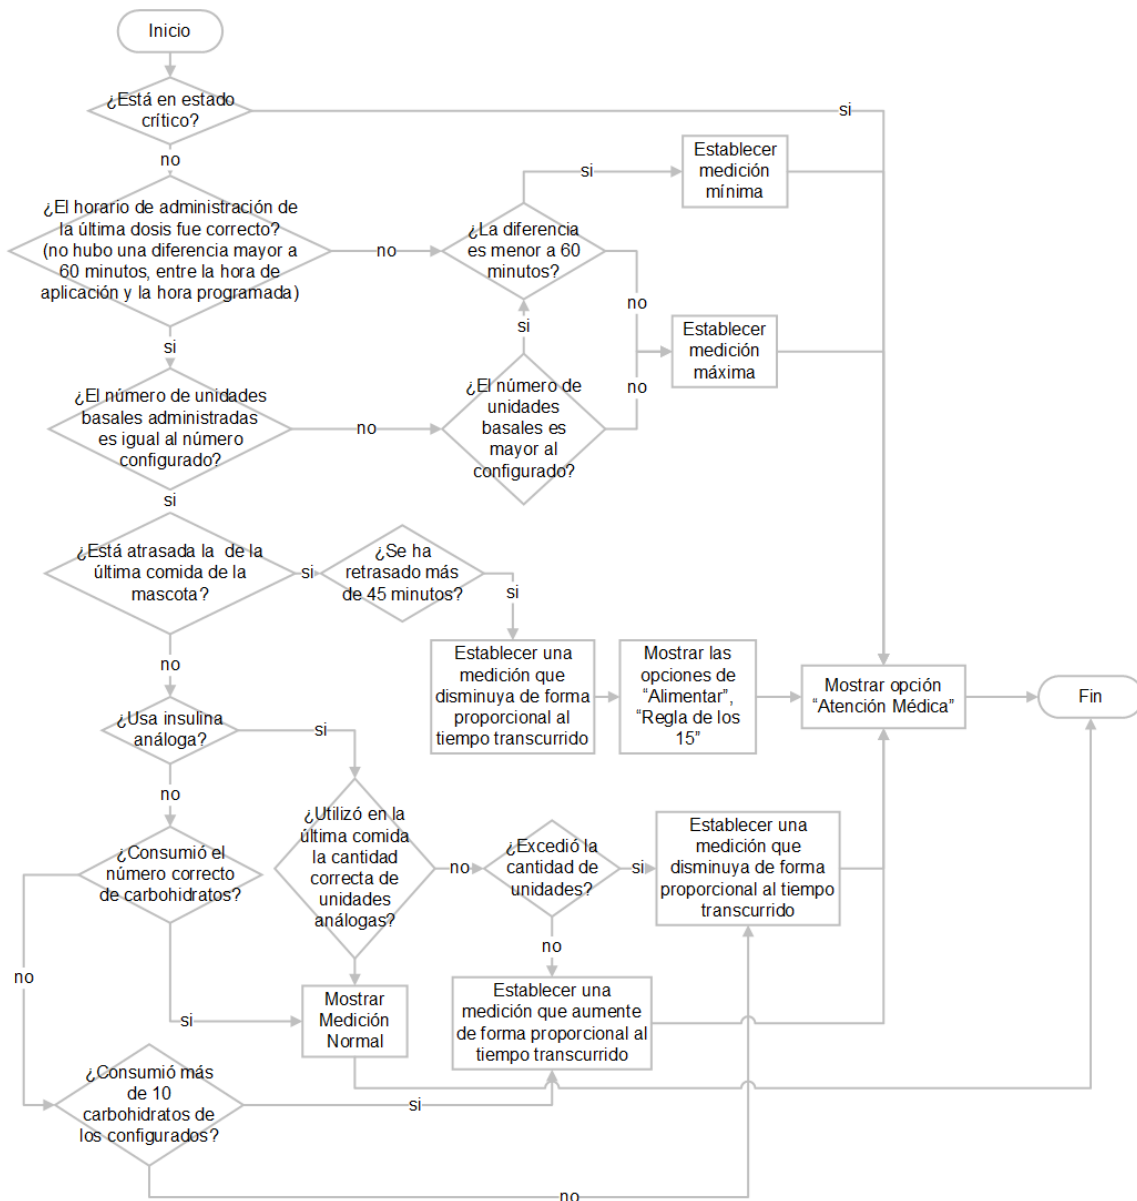 Inicio
¿Está en estado
crítico?
si
no
¿El horario de administración de
la última dosis fue correcto?
(no hubo una diferencia mayor a
60 minutos, entre la hora de
aplicación y la hora programada)
no
¿La diferencia
es menor a 60
minutos?
si
Establecer
medición
mínima
no
si
si
¿El número de unidades
basales administradas
es igual al número
configurado?
no
¿El número de
unidades
basales es
mayor al
configurado?
no
Establecer
medición
máxima
si
¿Está atrasada la  de la
última comida de la
mascota?
si
¿Se ha
retrasado más
de 45 minutos?
si
Establecer una
medición que
disminuya de forma
proporcional al
tiempo transcurrido
Mostrar las
opciones de
“Alimentar”,
“Regla de los
15”
Mostrar opción
“Atención Médica”
Fin
no
¿Usa insulina
análoga?
si
no
¿Consumió el
número correcto
de carbohidratos?
¿Utilizó en la
última comida
la cantidad
correcta de
unidades
análogas?
no
¿Excedió la
cantidad de
unidades?
si
Establecer una
medición que
disminuya de forma
proporcional al tiempo
transcurrido
no
no
si
Mostrar
Medición
Normal
Establecer una
medición que aumente
de forma proporcional al
tiempo transcurrido
¿Consumió más
de 10
carbohidratos de
los configurados?
si
no